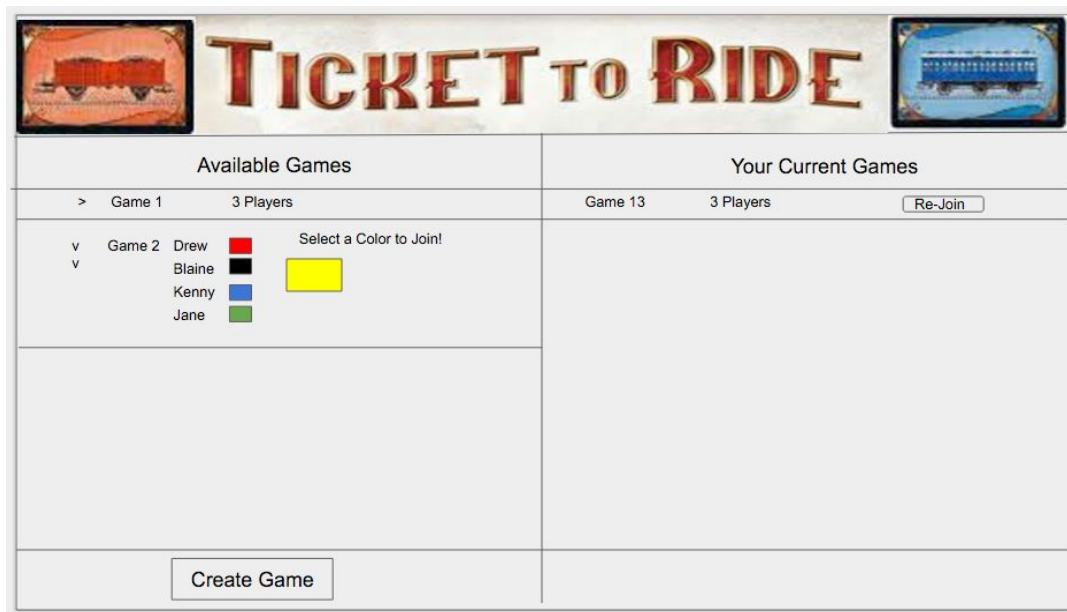 TICKET TO RIDE
Available Games
Your Current Games
> Game 1 3 Players
Game 13 3 Players Re-Join
v Game 2 Drew Select a Color to Join!
v Blaine
Kenny
Jane
Create Game